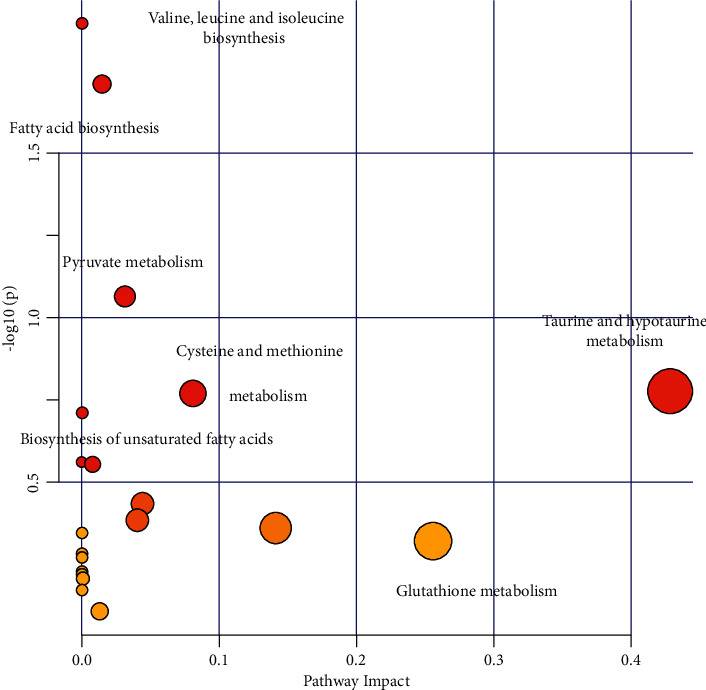 Valine, leucine and isoleucine
biosynthesis
Fatty acid biosynthesis
1.5
Pyruvate metabolism
-log10 (p)
1.0
Taurine and hypotaurine
metabolism
Cysteine and methionine
metabolism
Biosynthesis of unsaturated fatty acids
0.5
Glutathione metabolism
0.0 0.1 0.2 0.3 0.4
Pathway Impact